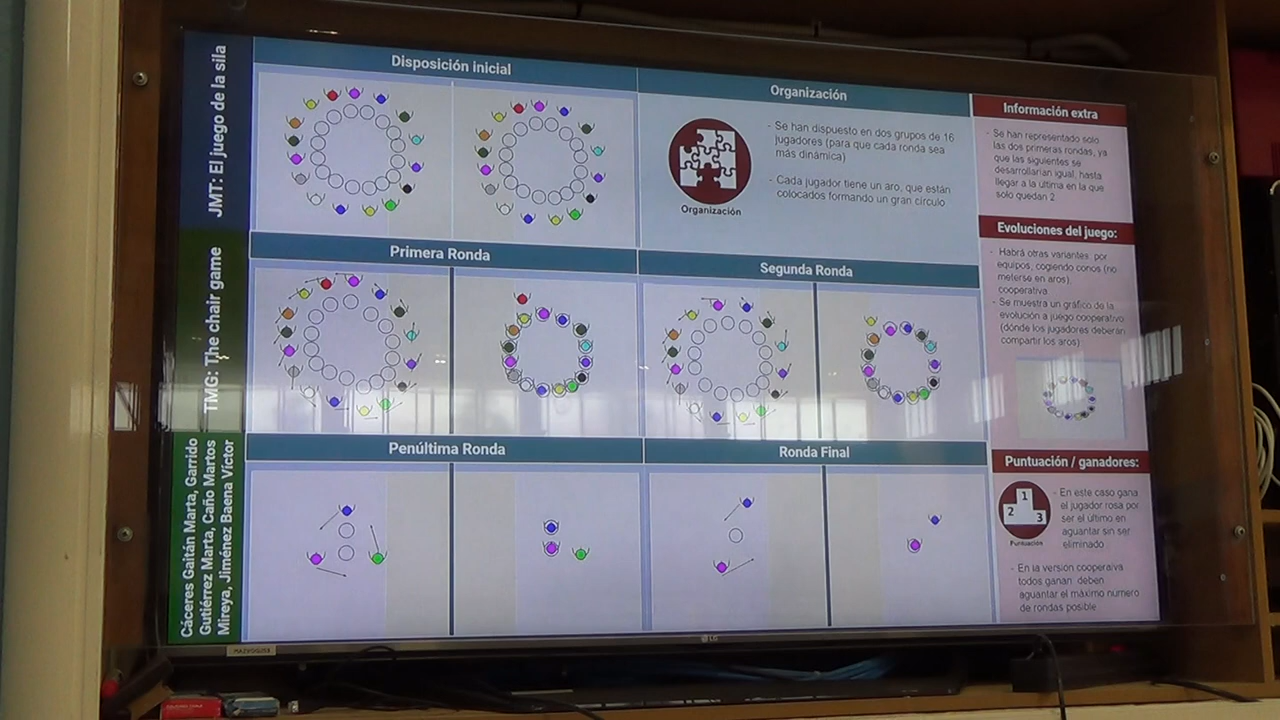 JMT: El juego de la sila
TMG: The chair game
Cáceres Gaitán Marta, Garrido
Gutiérrez Marta, Caño Martos
Mireya, Jiménez Baena Víctor
Disposición inicial
Organización
- Se han dispuesto en dos grupos de 16
jugadores (para que cada ronda sea
más dinámica)
- Cada jugador tiene un aro, que están
colocados formando un gran círculo
Organización
Información extra
- Se han representado solo
las dos primeras rondas, ya
que las siguientes se
desarrollarían igual, hasta
llegar a la última en la que
solo quedan 2
Primera Ronda
Segunda Ronda
Evoluciones del juego:
- Habrá otras variantes por
equipos, cogiendo conos (no
meterse en aros),
cooperativa
- Se muestra un gráfico de la
evolución a juego cooperativo
(dónde los jugadores deberán
compartir los aros)
Penúltima Ronda
Ronda Final
Puntuación / ganadores:
1
2
3
Puntuación
- En este caso gana
el jugador rosa por
ser el último en
aguantar sin ser
eliminado
- En la versión cooperativa
todos ganan deben
aguantar el máximo numero
de rondas posible
LG